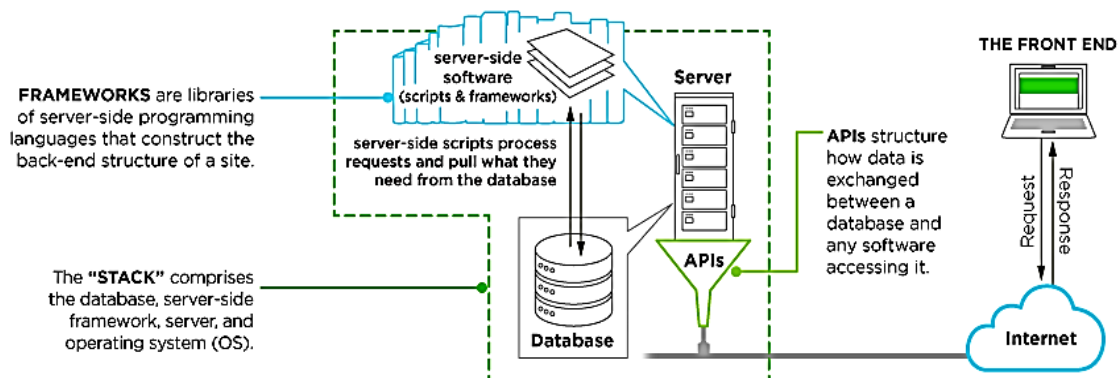 FRAMEWORKS are libraries
of server-side programming
languages that construct the
back-end structure of a site.
The "STACK" comprises
the database, server-side
framework, server, and
operating system (OS).
server-side
software
(scripts & frameworks)
server-side scripts process
requests and pull what they
need from the database
Database
Server
APIs
APIs structure
how data is
exchanged
between a
database and
any software
accessing it.
THE FRONT END
Request
Response
Internet